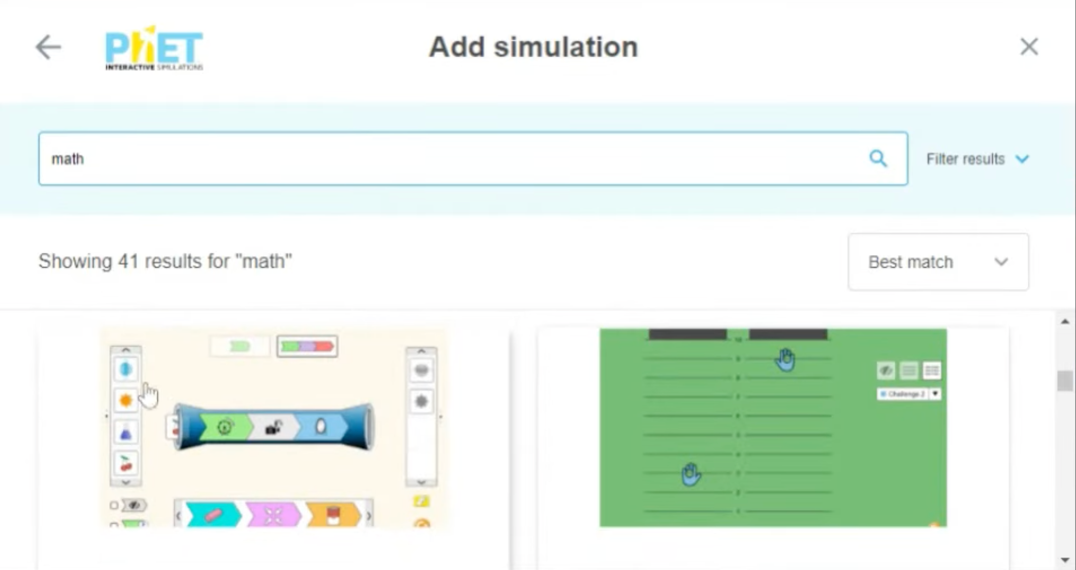 PhET
INTERACTIVE SIMULATIONS
Add simulation
math
Filter results
Showing 41 results for "math"
Best match
Challenge 2